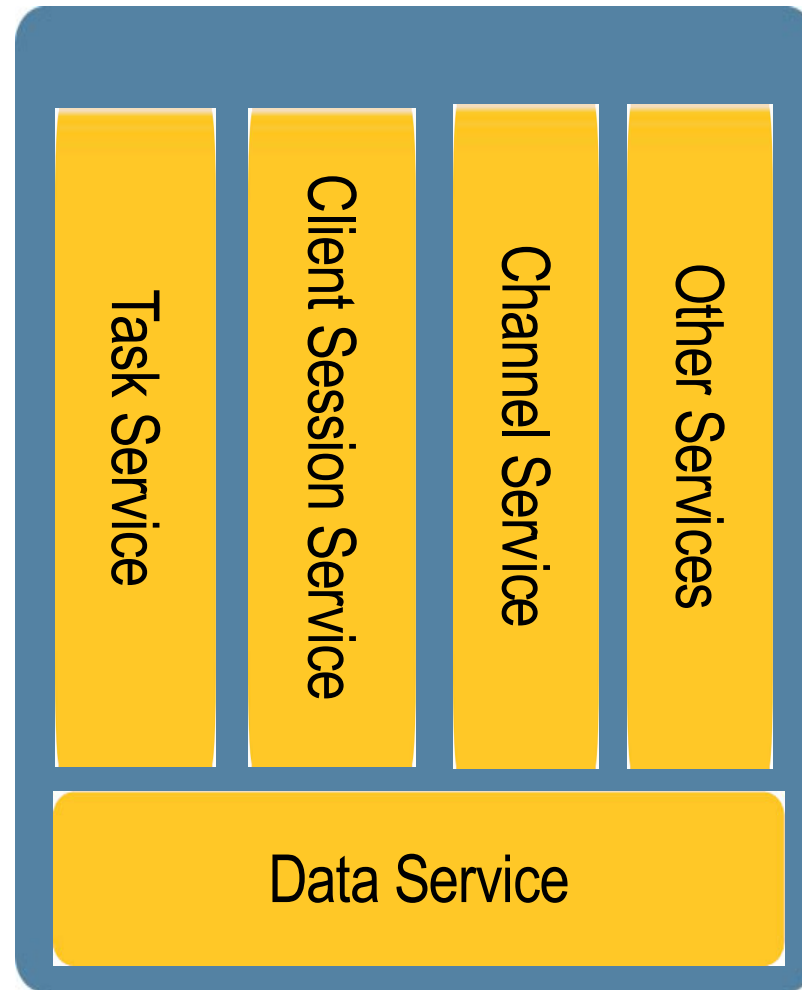 Task Service
Client Session Service
Channel Service
Other Services
Data Service